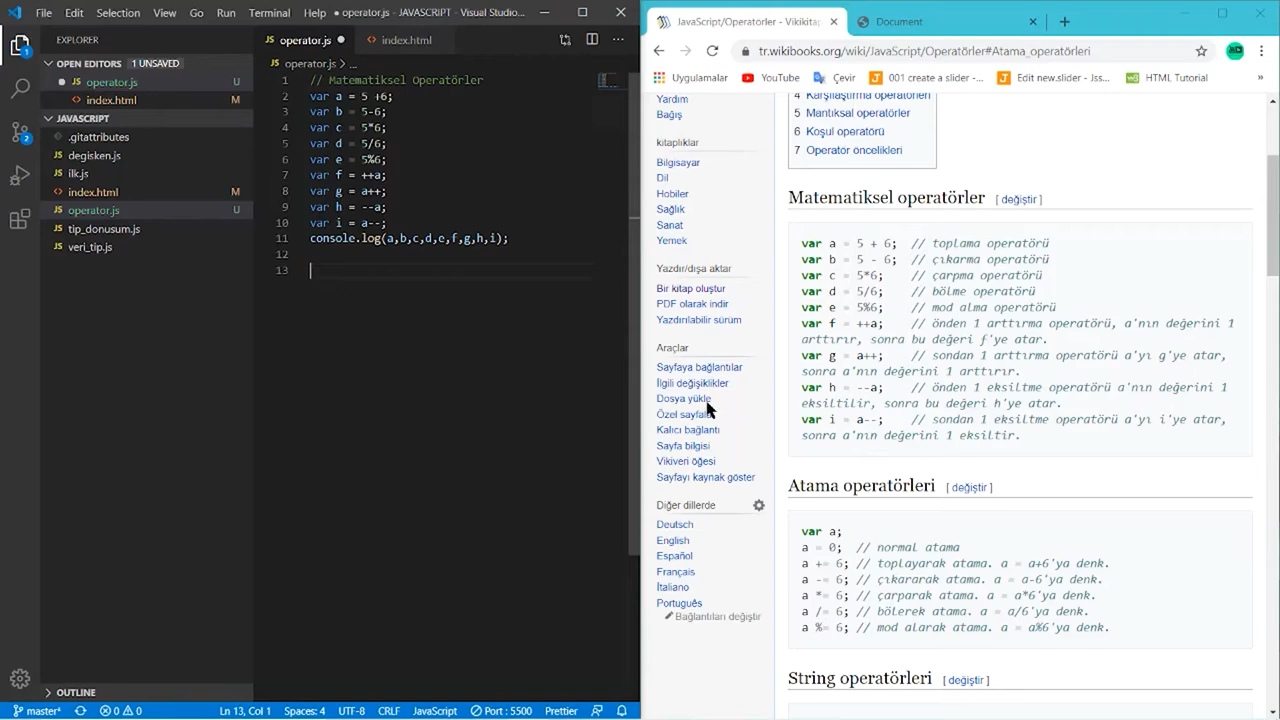 File Edit Selection View Go Run Terminal Help
● operator.js - JAVASCRIPT - Visual Studio...
EXPLORER
OPEN EDITORS 1 UNSAVED
operator.js U
index.html M
JAVASCRIPT
.gitattributes
degisken.js
ilk.js
index.html M
operator.js U
tip_donusum.js
veri_tip.js
OUTLINE
1
2
operator.js ●
index.html
operator.js > ...
1 // Matematiksel Operatörler
2 var a = 5 +6;
3 var b = 5-6;
4 var c = 5*6;
5 var d = 5/6;
6 var e = 5%6;
7 var f = ++a;
8 var g = a++;
9 var h = --a;
10 var i = a--;
11 console.log(a,b,c,d,e,f,g,h,i);
12
13
master* 0 0 Ln 13, Col 1 Spaces: 4 UTF-8 CRLF JavaScript Port : 5500 Prettier
JavaScript/Operatörler - Vikikitap
Document
tr.wikibooks.org/wiki/JavaScript/Operatörler#Atama_operatörleri
Uygulamalar YouTube Çevir 001 create a slider -... Edit new.slider - Jss... HTML Tutorial »
Yardım
Bağış
kitaplıklar
Bilgisayar
Dil
Hobiler
Sağlık
Sanat
Yemek
Yazdır/dışa aktar
Bir kitap oluştur
PDF olarak indir
Yazdırılabilir sürüm
Araçlar
Sayfaya bağlantılar
İlgili değişiklikler
Dosya yükle
Özel sayfalar
Kalıcı bağlantı
Sayfa bilgisi
Vikiveri öğesi
Sayfayı kaynak göster
Diğer dillerde
Deutsch
English
Español
Français
İtaliano
Português
Bağlantıları değiştir
4 Karşılaştırma operatörleri
5 Mantıksal operatörler
6 Koşul operatörü
7 Operatör öncelikleri
Matematiksel operatörler [ değiştir ]
var a = 5 + 6; // toplama operatörü
var b = 5 - 6; // çıkarma operatörü
var c = 5*6; // çarpma operatörü
var d = 5/6; // bölme operatörü
var e = 5%6; // mod alma operatörü
var f = ++a; // önden 1 arttırma operatörü, a'nın değerini 1
arttırır, sonra bu değeri f'ye atar.
var g = a++; // sondan 1 arttırma operatörü a'yı g'ye atar,
sonra a'nın değerini 1 arttırır.
var h = --a; // önden 1 eksiltme operatörü a'nın değerini 1
eksiltilir, sonra bu değeri h'ye atar.
var i = a--; // sondan 1 eksiltme operatörü a'yı i'ye atar,
sonra a'nın değerini 1 eksiltir.
Atama operatörleri [ değiştir ]
var a;
a = 0; // normal atama
a += 6; // toplayarak atama. a = a+6'ya denk.
a -= 6; // çıkararak atama. a = a-6'ya denk.
a *= 6; // çarparak atama. a = a*6'ya denk.
a /= 6; // bölerek atama. a = a/6'ya denk.
a %= 6; // mod alarak atama. a = a%6'ya denk.
String operatörleri [ değiştir ]